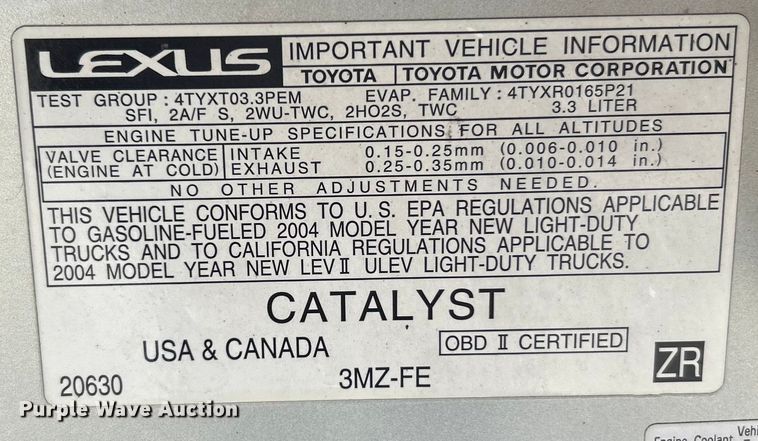 LEXUS IMPORTANT VEHICLE INFORMATION
TOYOTA TOYOTA MOTOR CORPORATION
TEST GROUP : 4TYXT03.3PEM EVAP. FAMILY : 4TYXR0165P21
SFI, 2A/F S, 2WU-TWC, 2HO2S, TWC 3.3 LITER
ENGINE TUNE-UP SPECIFICATIONS FOR ALL ALTITUDES
VALVE CLEARANCE INTAKE 0.15-0.25mm (0.006-0.010 in.)
(ENGINE AT COLD) EXHAUST 0.25-0.35mm (0.010-0.014 in.)
NO OTHER ADJUSTMENTS NEEDED.
THIS VEHICLE CONFORMS TO U.S. EPA REGULATIONS APPLICABLE
TO GASOLINE-FUELED 2004 MODEL YEAR NEW LIGHT-DUTY
TRUCKS AND TO CALIFORNIA REGULATIONS APPLICABLE TO
2004 MODEL YEAR NEW LEV II ULEV LIGHT-DUTY TRUCKS.
CATALYST
USA & CANADA OBD II CERTIFIED
20630 3MZ-FE ZR
Purple Wave Auction
Engine Coolant